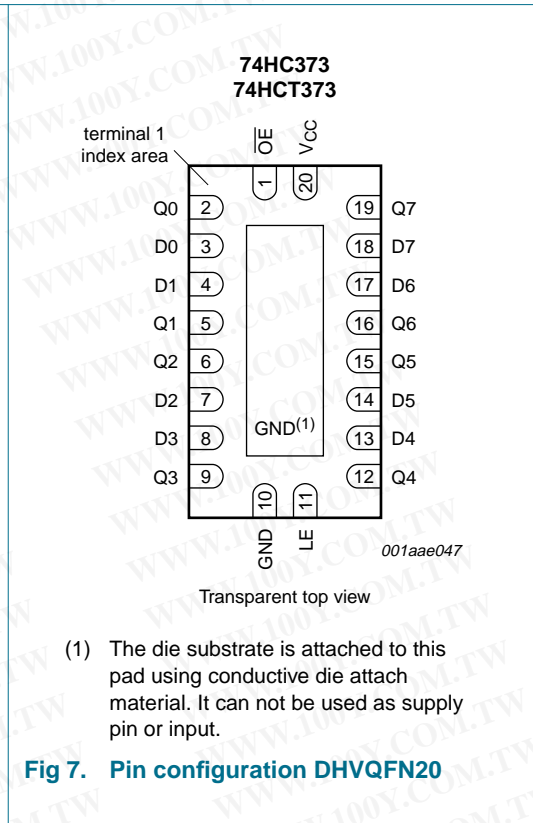 74HC373
74HCT373
terminal 1
index area
OE
VCC
1
20
Q0 2
19 Q7
D0 3
18 D7
D1 4
17 D6
Q1 5
16 Q6
Q2 6
15 Q5
D2 7
14 D5
D3 8
13 D4
Q3 9
12 Q4
GND(1)
10
11
GND
LE
001aae047
Transparent top view
(1) The die substrate is attached to this
pad using conductive die attach
material. It can not be used as supply
pin or input.
Fig 7. Pin configuration DHVQFN20
WWW.100Y.COM.TW